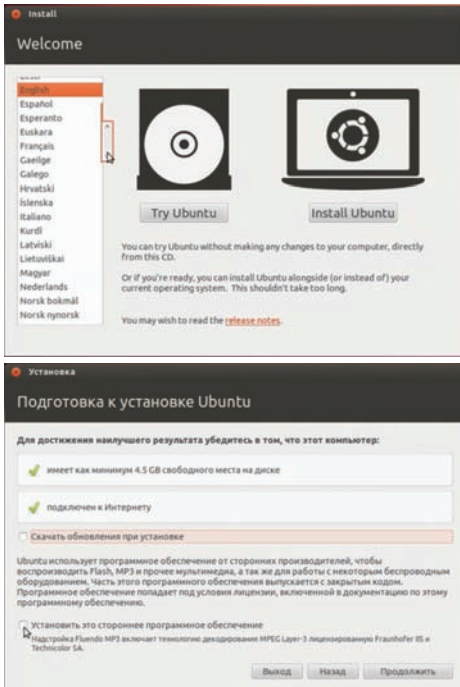 Install
Welcome
English
Español
Esperanto
Euskara
Français
Gaeilge
Galego
Hrvatski
Íslenska
Italiano
Kurdî
Latviski
Lietuviškai
Magyar
Nederlands
Norsk bokmål
Norsk nynorsk
Try Ubuntu
Install Ubuntu
You can try Ubuntu without making any changes to your computer, directly
from this CD.
Or if you're ready, you can install Ubuntu alongside (or instead of) your
current operating system. This shouldn't take too long.
You may wish to read the release notes.
Установка
Подготовка к установке Ubuntu
Для достижения наилучшего результата убедитесь в том, что этот компьютер:
имеет как минимум 4.5 GB свободного места на диске
подключен к Интернету
Скачать обновления при установке
Ubuntu использует программное обеспечение от сторонних производителей, чтобы
воспроизводить Flash, MP3 и прочее мультимедиа, а так же для работы с некоторым беспроводным
оборудованием. Часть этого программного обеспечения выпускается с закрытым кодом.
Программное обеспечение попадает под условия лицензии, включенной в документацию по этому
программному обеспечению.
Установить это стороннее программное обеспечение
Надстройка Fluendo MP3 включает технологию декодирования MPEG Layer-3 лицензированную Fraunhofer IIS и
Technicolor SA.
Выход
Назад
Продолжить